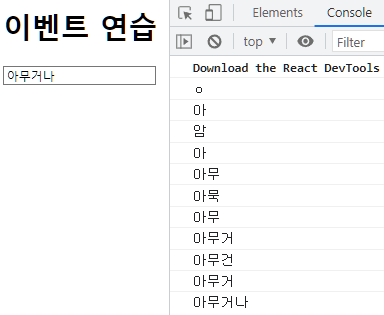 이벤트 연습
아무거나
Elements
Console
top
Filter
Download the React DevTools
ㅇ
아
암
아
아무
아묵
아무
아무거
아무건
아무거
아무거나